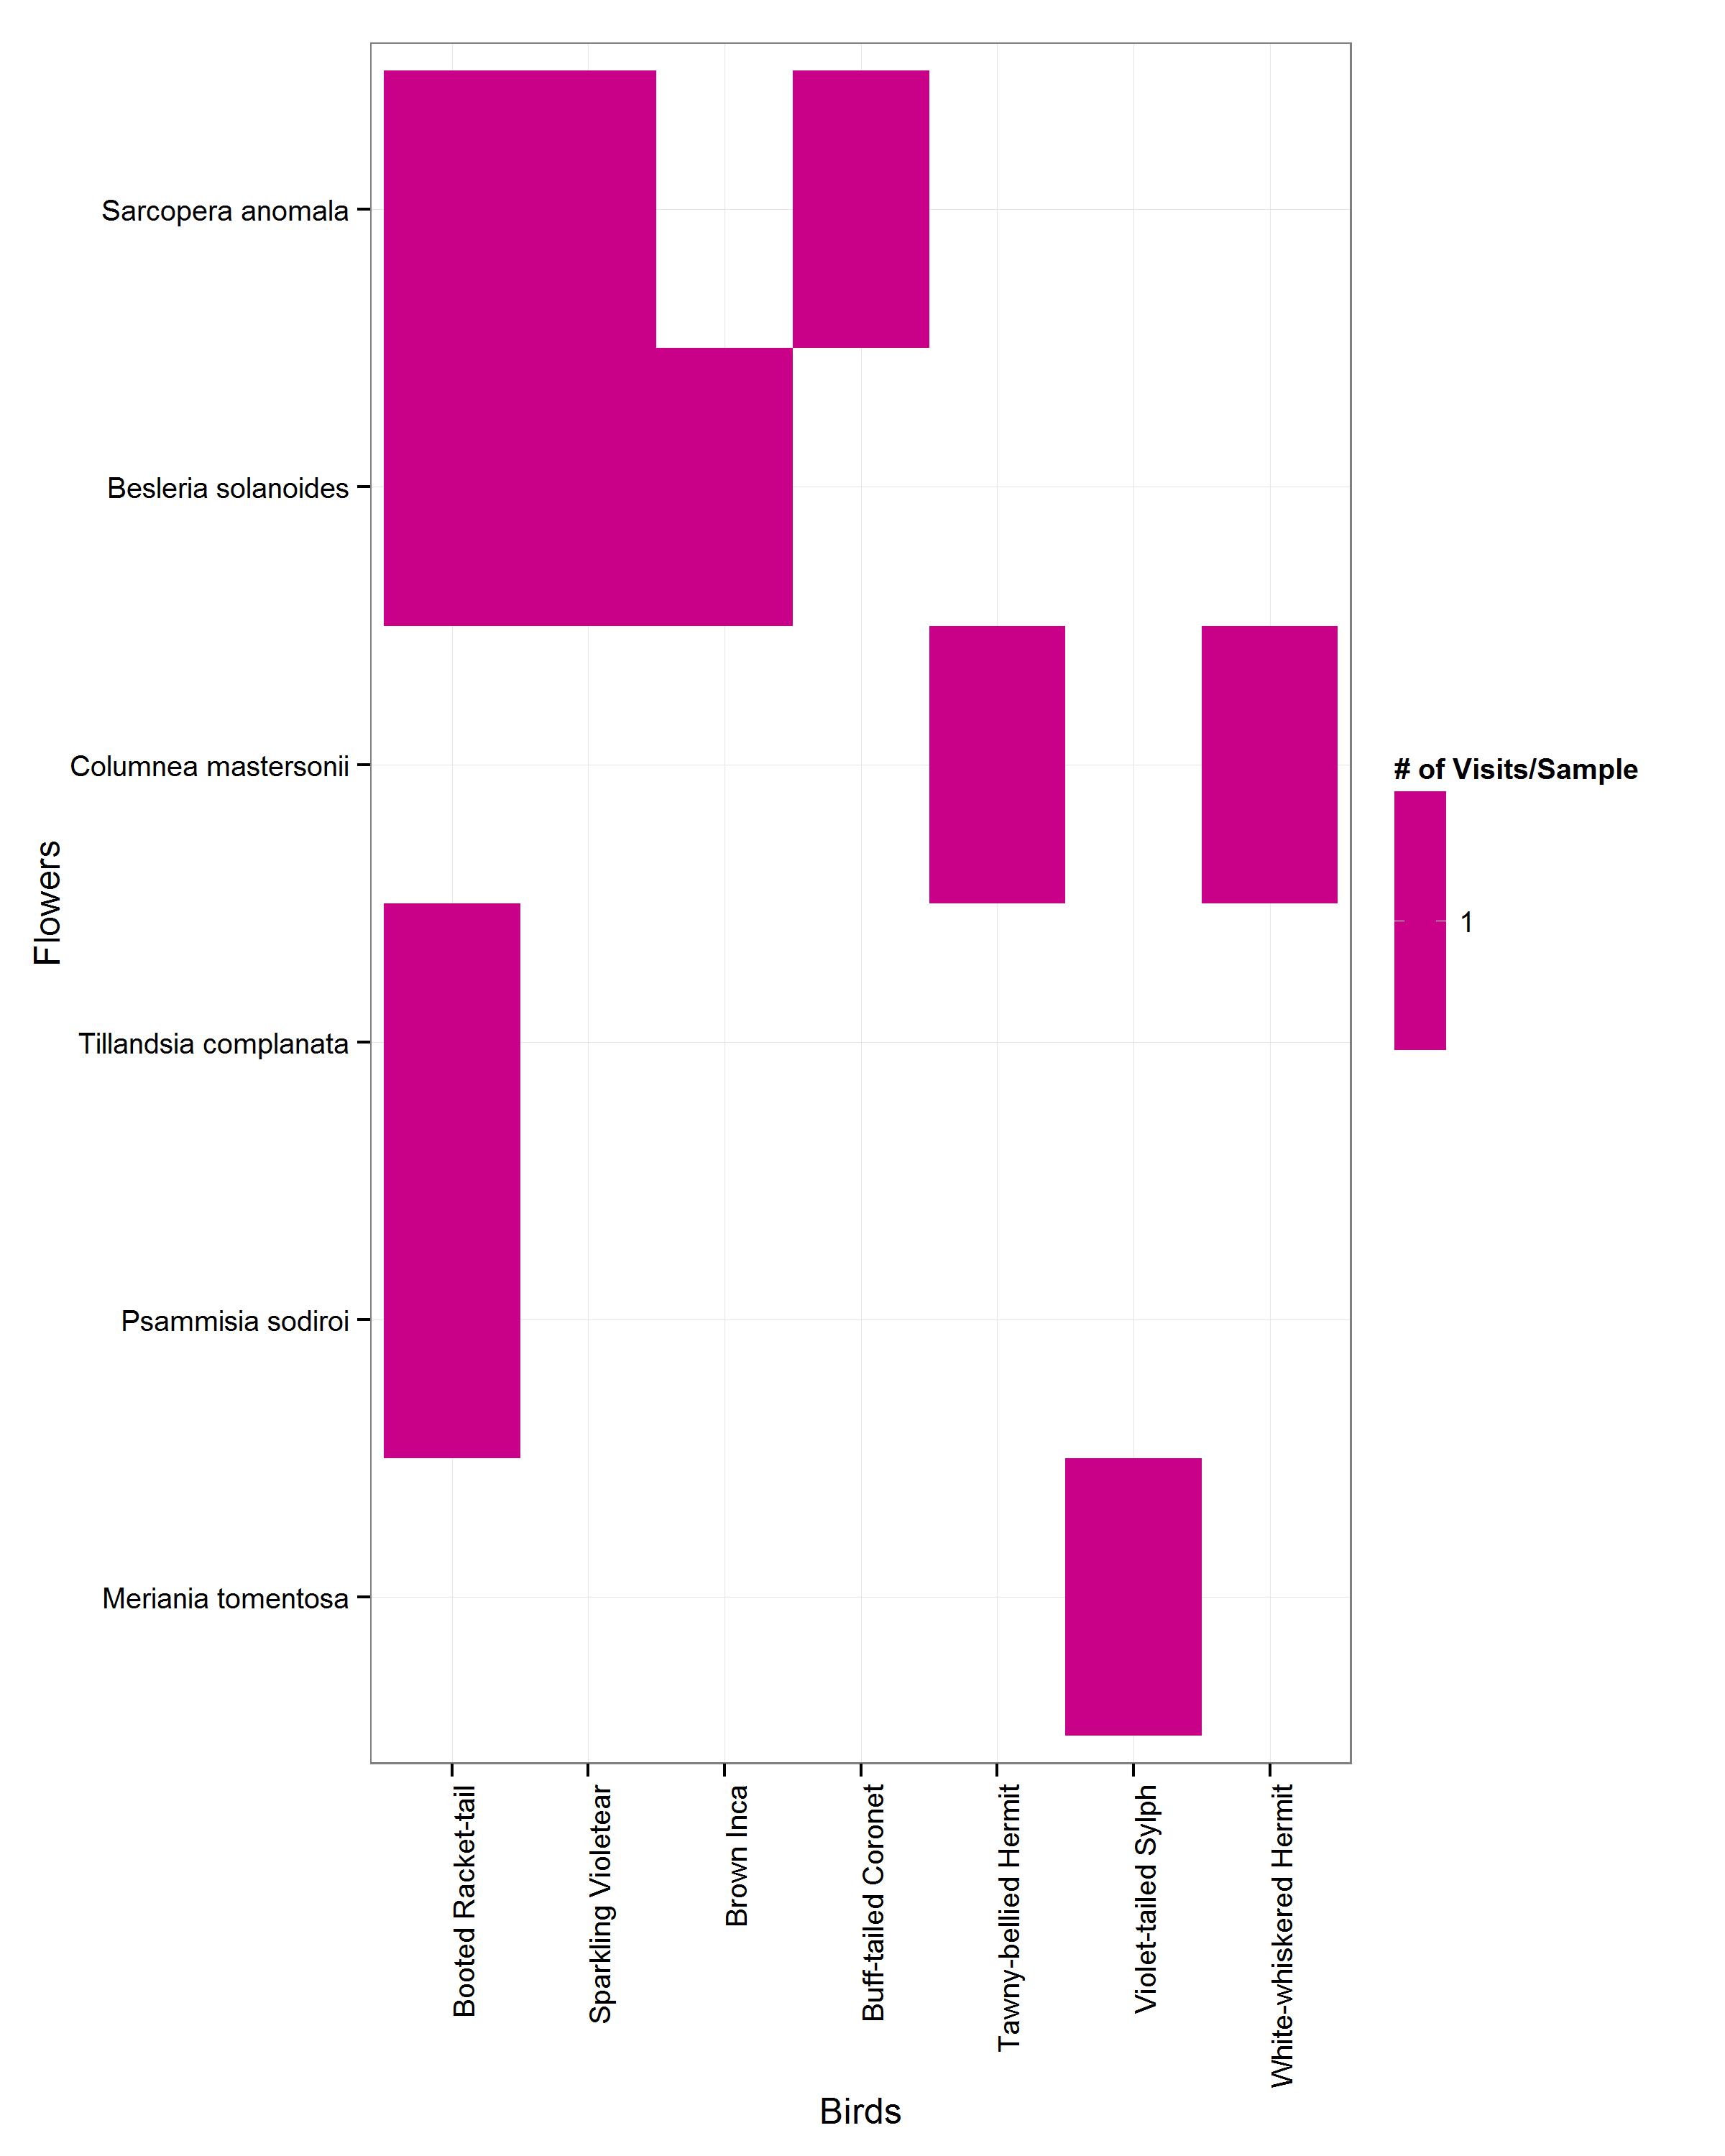 Sarcopera anomala
Besleria solanoides
Columnea mastersonii
Tillandsia complanata
Psammisia sodiroi
Meriania tomentosa
Flowers
Booted Racket-tail
Sparkling Violetear
Brown Inca
Buff-tailed Coronet
Tawny-bellied Hermit
Violet-tailed Sylph
White-whiskered Hermit
Birds
# of Visits/Sample
1